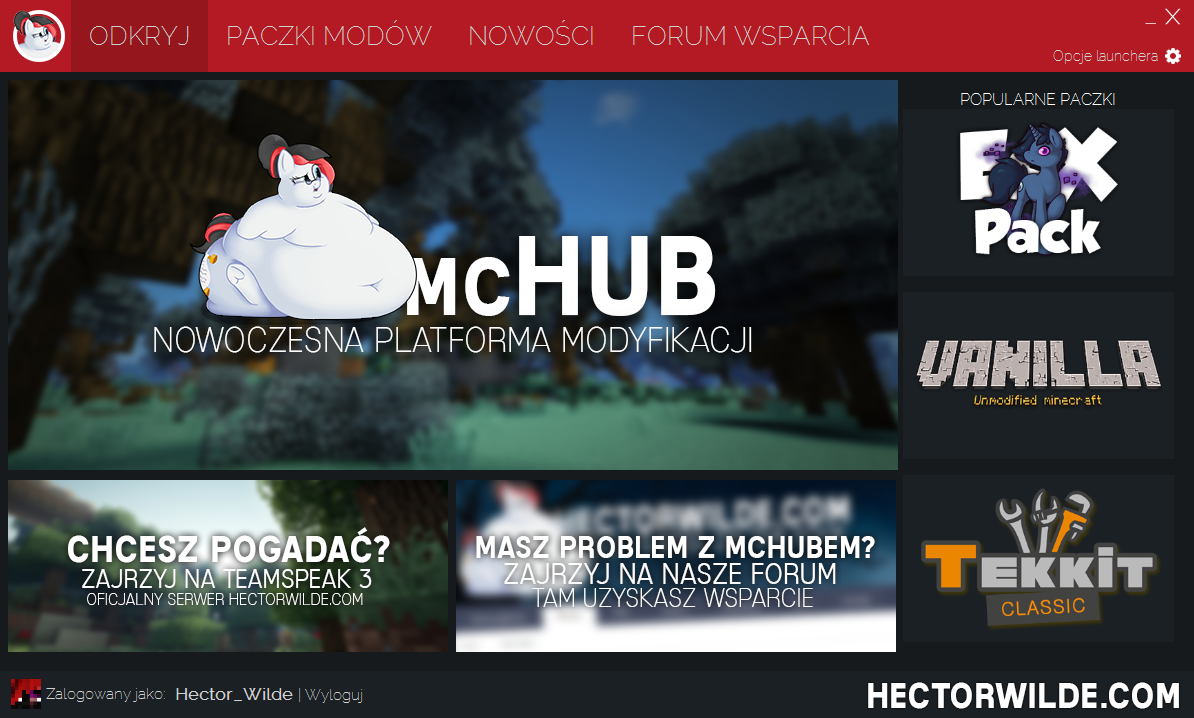 ODKRYJ
PACZKI MODÓW
NOWOŚCI
FORUM WSPARCIA
Opcje launchera
POPULARNE PACZKI
EX
Pack
mcHUB
NOWOCZESNA PLATFORMA MODYFIKACJI
VANILLA
Unmodified minecraft
CHCESZ POGADAĆ?
ZAJRZYJ NA TEAMSPEAK 3
OFICJALNY SERWER HECTORWILDE.COM
HECTORWILDE.COM
MASZ PROBLEM Z MCHUBEM?
ZAJRZYJ NA NASZE FORUM
TAM UZYSKASZ WSPARCIE
TEKKIT
CLASSIC
Zalogowany jako: Hector_Wilde | Wyloguj
HECTORWILDE.COM